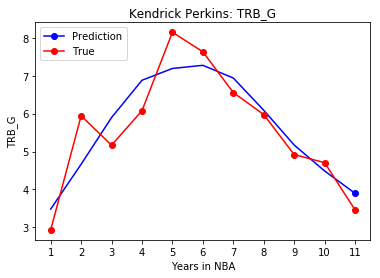 Kendrick Perkins: TRB_G
Prediction
True
TRB_G
8
7
6
5
4
3
1 2 3 4 5 6 7 8 9 10 11
Years in NBA